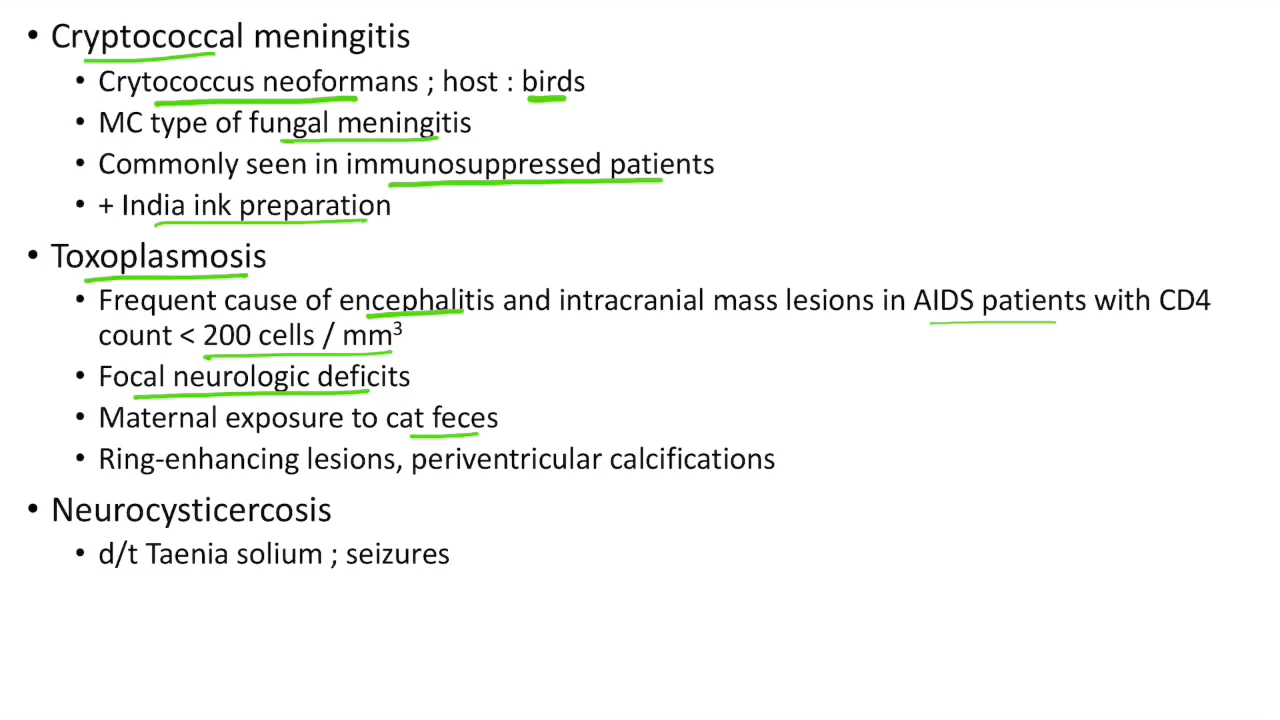 • Cryptococcal meningitis
• Crytococcus neoformans ; host : birds
• MC type of fungal meningitis
• Commonly seen in immunosuppressed patients
• + India ink preparation
• Toxoplasmosis
• Frequent cause of encephalitis and intracranial mass lesions in AIDS patients with CD4
count < 200 cells / mm³
• Focal neurologic deficits
• Maternal exposure to cat feces
• Ring-enhancing lesions, periventricular calcifications
• Neurocysticercosis
• d/t Taenia solium ; seizures